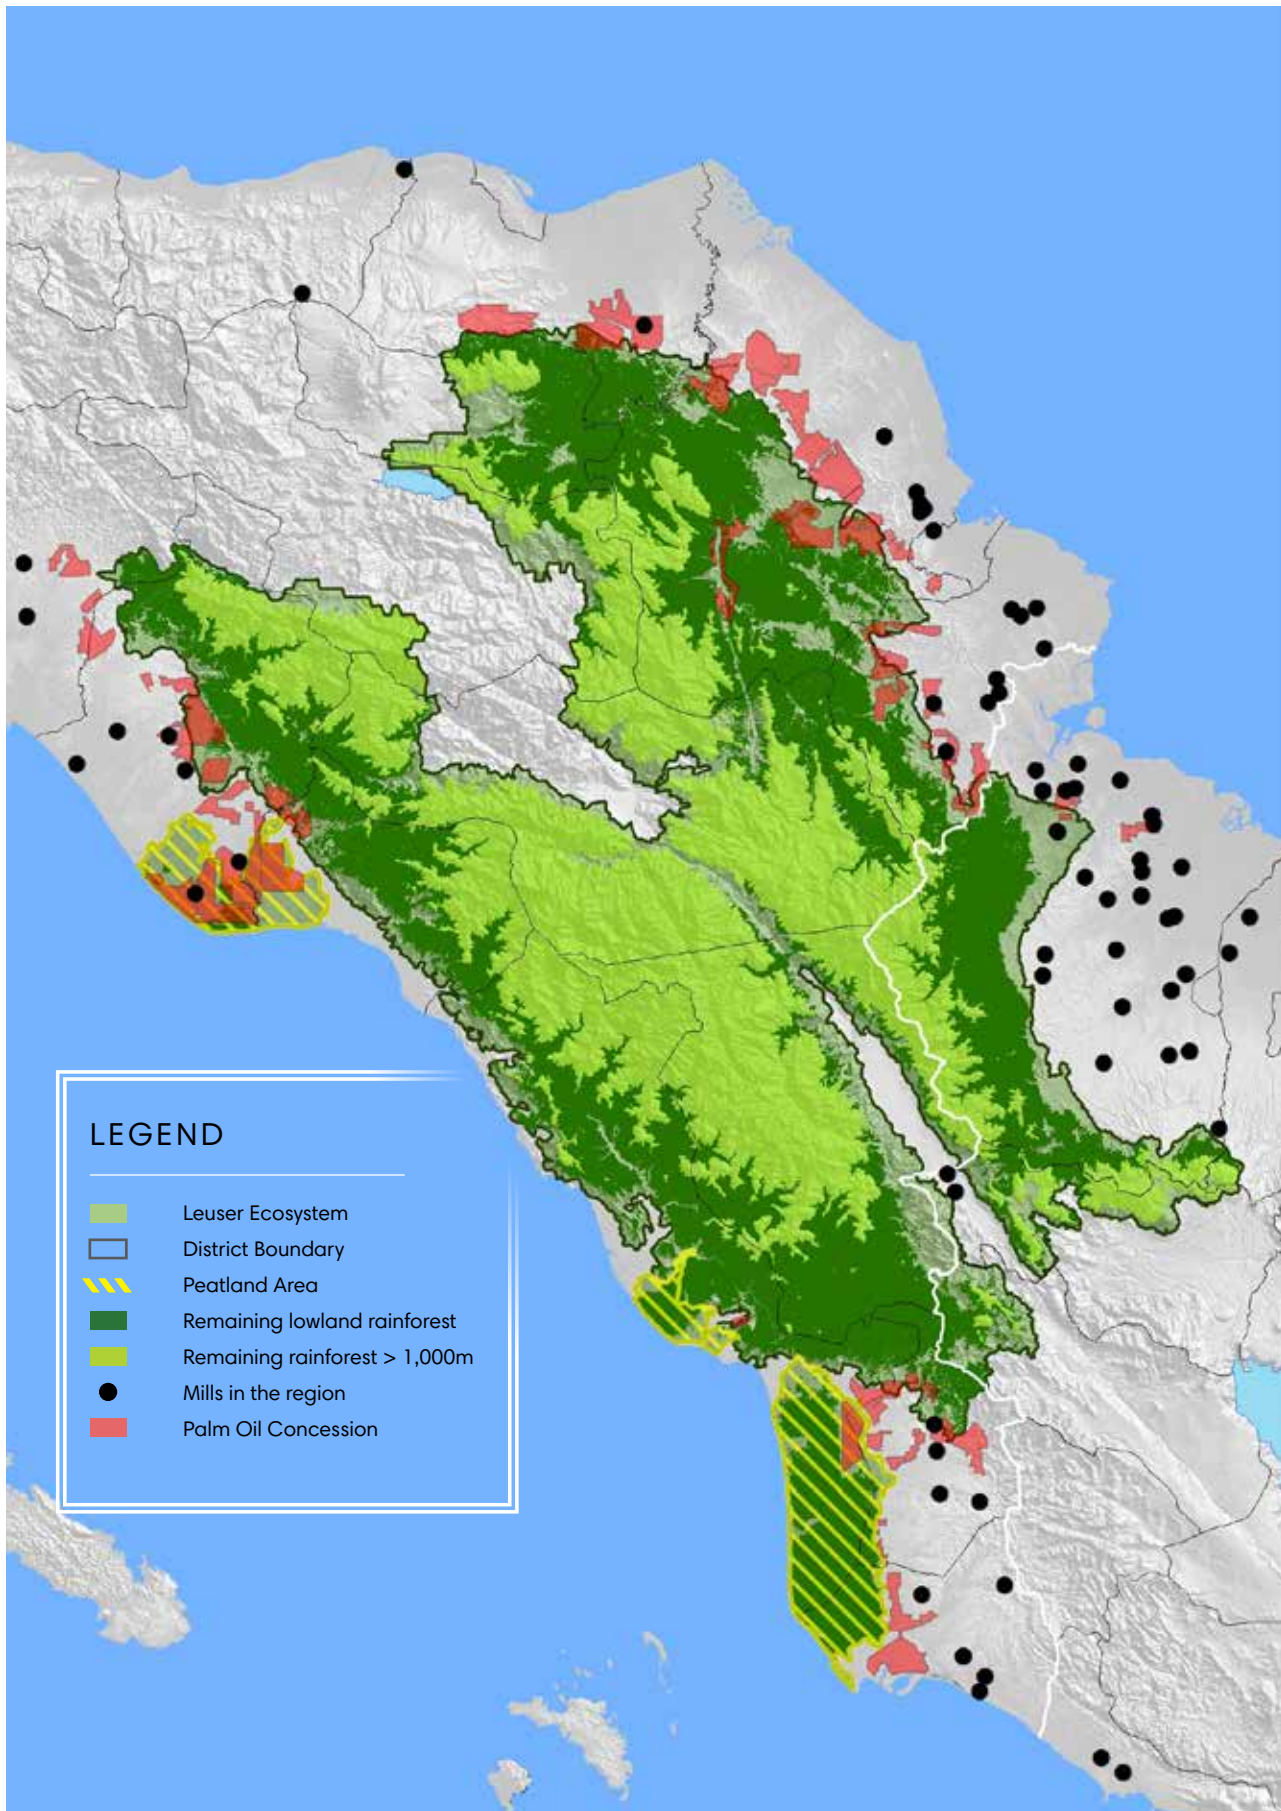 LEGEND
Leuser Ecosystem
District Boundary
Peatland Area
Remaining lowland rainforest
Remaining rainforest > 1,000m
Mills in the region
Palm Oil Concession